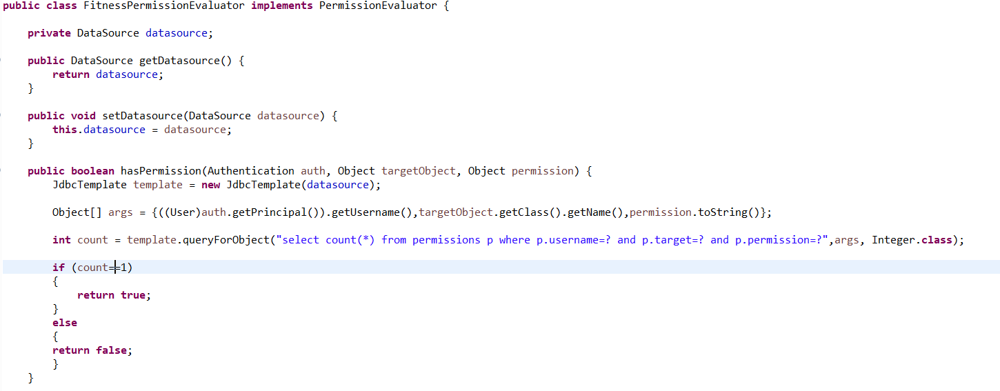 public class FitnessPermissionEvaluator implements PermissionEvaluator {
private DataSource datasource;
public DataSource getDatasource() {
return datasource;
}
public void setDatasource(DataSource datasource) {
this.datasource = datasource;
}
public boolean hasPermission(Authentication auth, Object targetObject, Object permission) {
JdbcTemplate template = new JdbcTemplate(datasource);
Object[] args = {((User)auth.getPrincipal()).getUsername(),targetObject.getClass().getName(),permission.toString()};
int count = template.queryForObject("select count(*) from permissions p where p.username=? and p.target=? and p.permission=?",args, Integer.class);
if (count==1)
{
return true;
}
else
{
return false;
}
}